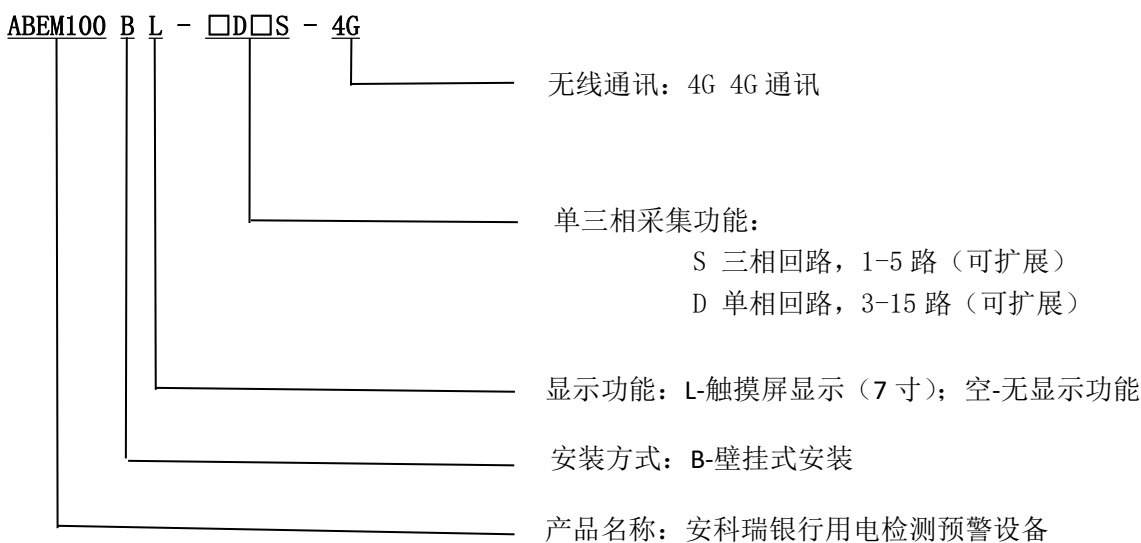 ABEM100 B L - □D□S - 4G
无线通讯：4G 4G 通讯
单三相采集功能：
S 三相回路，1-5 路（可扩展）
D 单相回路，3-15 路（可扩展）
显示功能：L-触摸屏显示（7 寸）；空-无显示功能
安装方式：B-壁挂式安装
产品名称：安科瑞银行用电检测预警设备